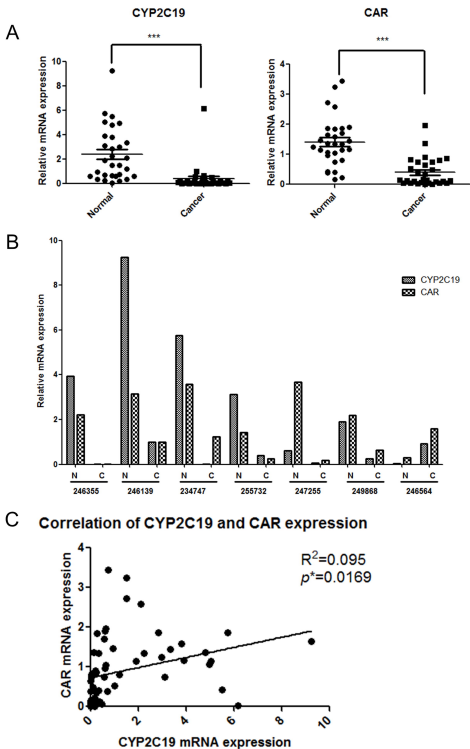 CYP2C19 CAR
A
*** ***
Relative mRNA expression
10
8
6
4
2
0
Normal Cancer
Relative mRNA expression
4
3
2
1
0
Normal Cancer
B
Relative mRNA expression
10
8
6
4
2
0
CYP2C19
CAR
N C N C N C N C N C N C N C
246355 246139 234747 255732 247255 249868 246564
C Correlation of CYP2C19 and CAR expression
R2=0.095
p*=0.0169
CAR mRNA expression
4
3
2
1
0
0 2 4 6 8 10
CYP2C19 mRNA expression